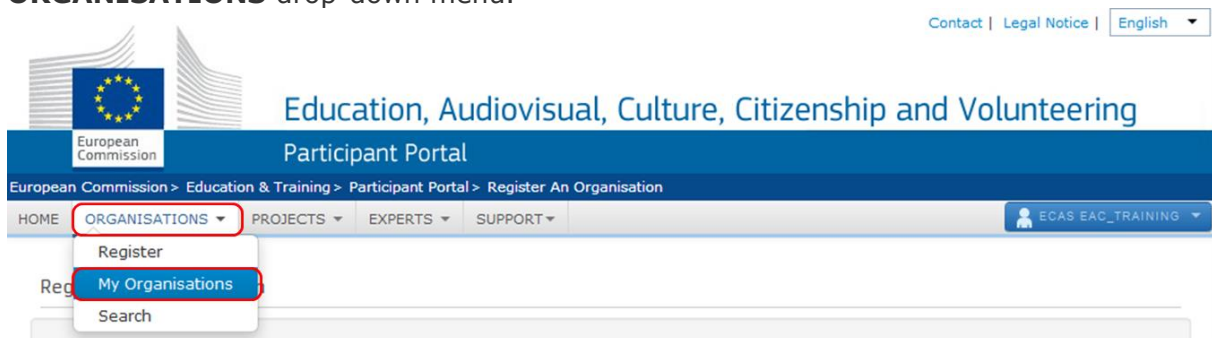 ORGANISATIONS drop-down menu.
Contact | Legal Notice | English
Education, Audiovisual, Culture, Citizenship and Volunteering
European
Commission
Participant Portal
European Commission > Education & Training > Participant Portal > Register An Organisation
HOME ORGANISATIONS PROJECTS EXPERTS SUPPORT ECAS EAC_TRAINING
Register
My Organisations
Search